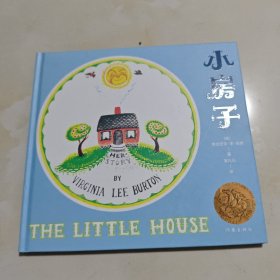 小房子
HER
STORY
BY
VIRGINIA LEE BURTON
THE LITTLE HOUSE